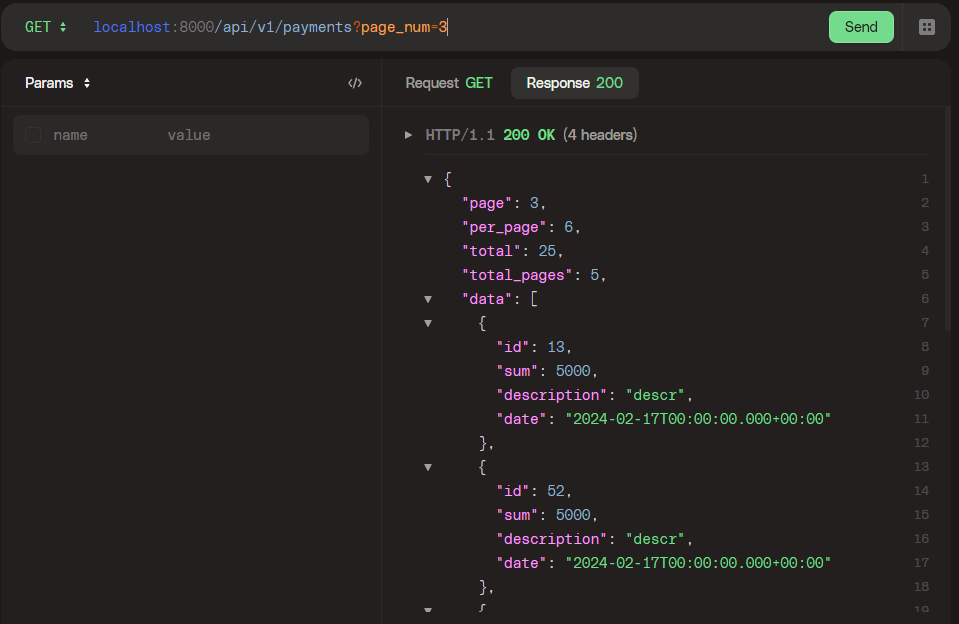 GET localhost:8000/api/v1/payments?page_num=3 Send
Params </>
name value
Request GET Response 200
HTTP/1.1 200 OK (4 headers)
{ 1
"page": 3, 2
"per_page": 6, 3
"total": 25, 4
"total_pages": 5, 5
"data": [ 6
{ 7
"id": 13, 8
"sum": 5000, 9
"description": "descr", 10
"date": "2024-02-17T00:00:00.000+00:00" 11
}, 12
{ 13
"id": 52, 14
"sum": 5000, 15
"description": "descr", 16
"date": "2024-02-17T00:00:00.000+00:00" 17
}, 18
{ 19